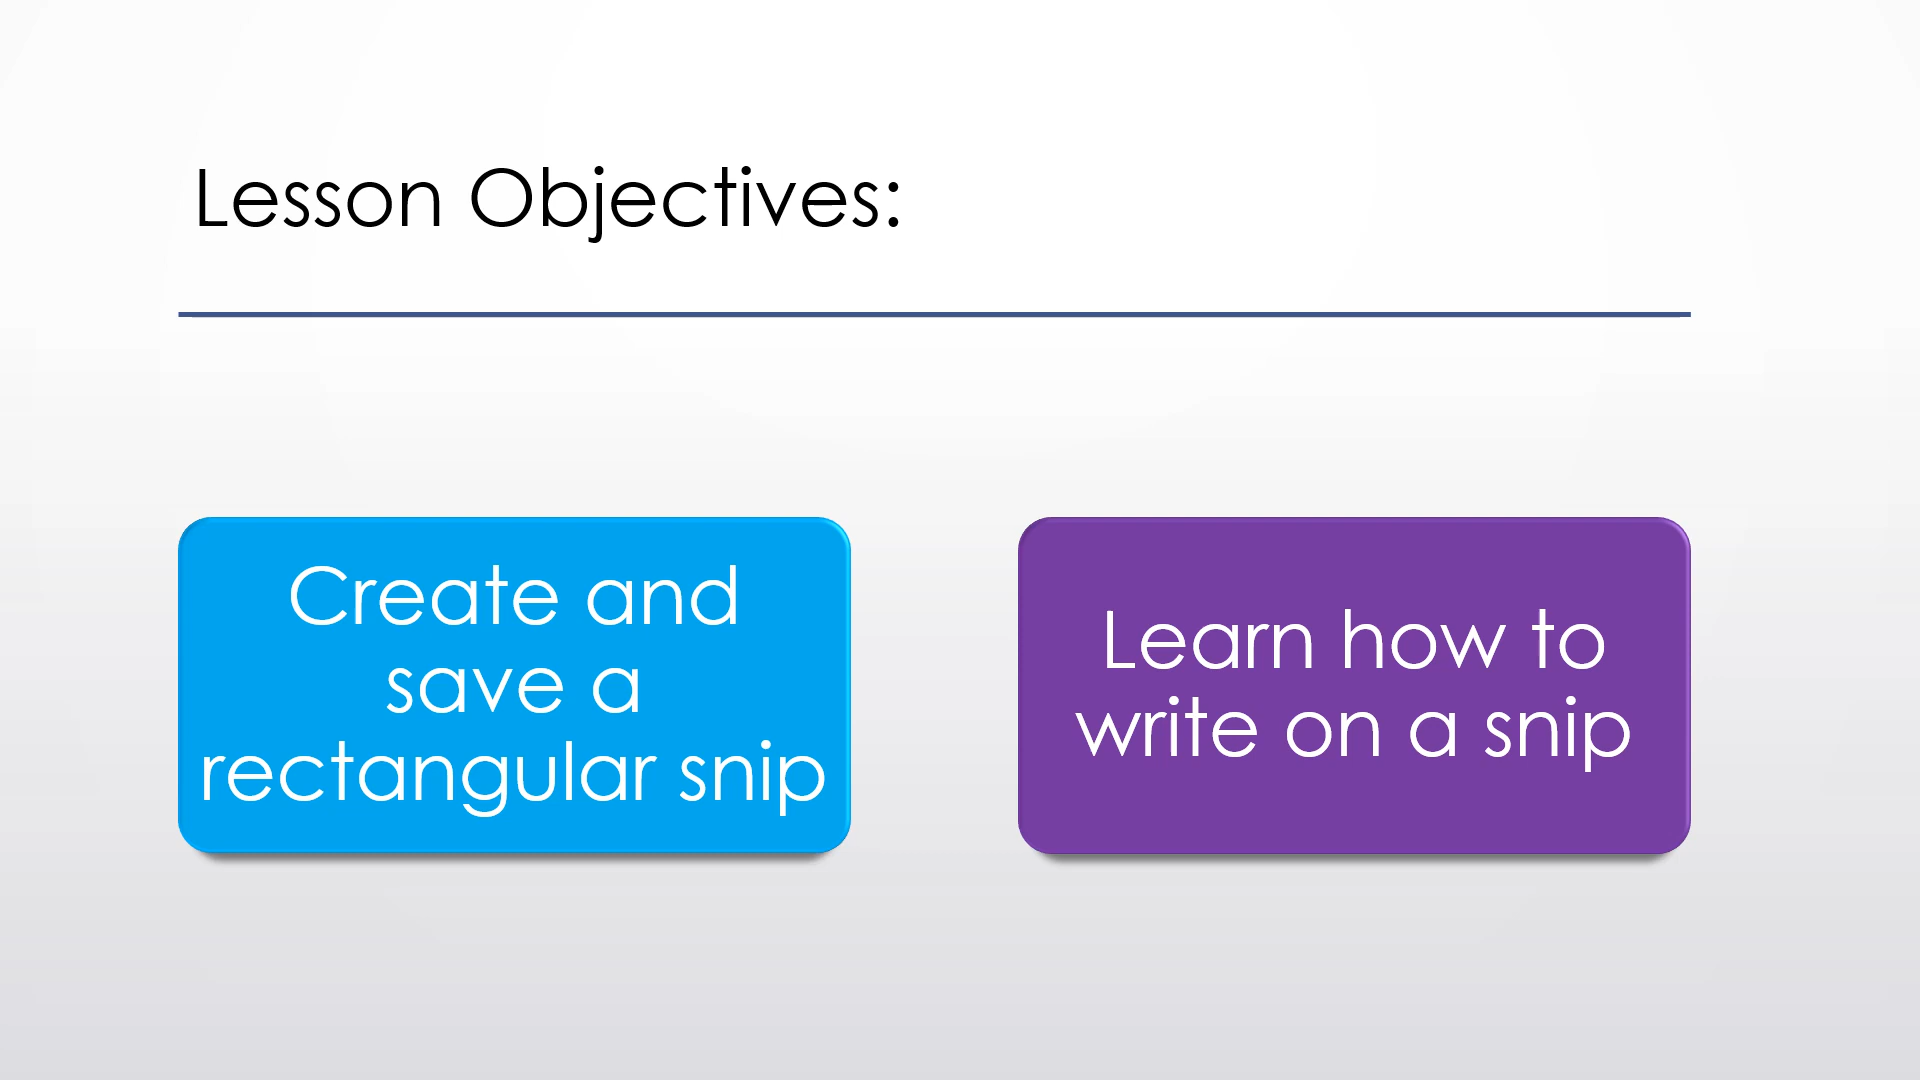 Lesson Objectives:
Create and
save a
rectangular snip
Learn how to
write on a snip